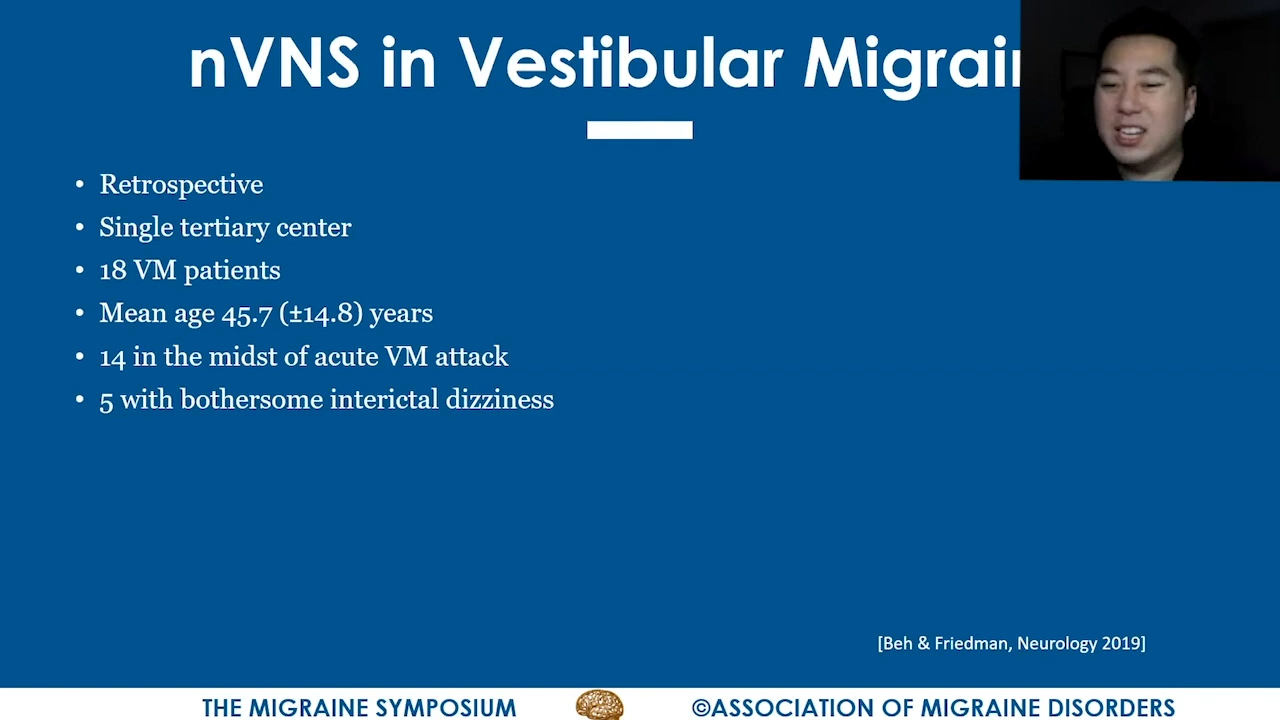 nVNS in Vestibular Migrain
• Retrospective
• Single tertiary center
• 18 VM patients
• Mean age 45.7 (±14.8) years
• 14 in the midst of acute VM attack
• 5 with bothersome interictal dizziness
[Beh & Friedman, Neurology 2019]
THE MIGRAINE SYMPOSIUM
©ASSOCIATION OF MIGRAINE DISORDERS